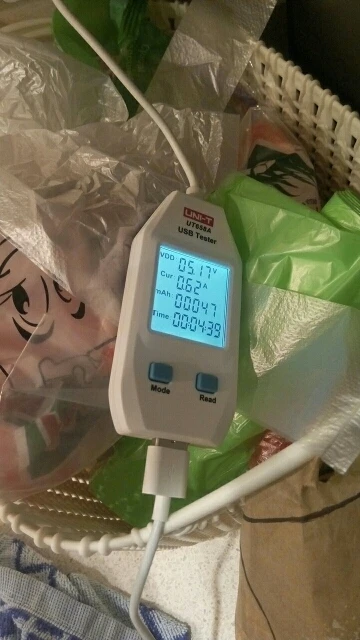 UNI-T
UT658A
USB Tester
VDD 05.17V
Cur 0.62A
mAh 00047
Time 00:04:39
Mode Read